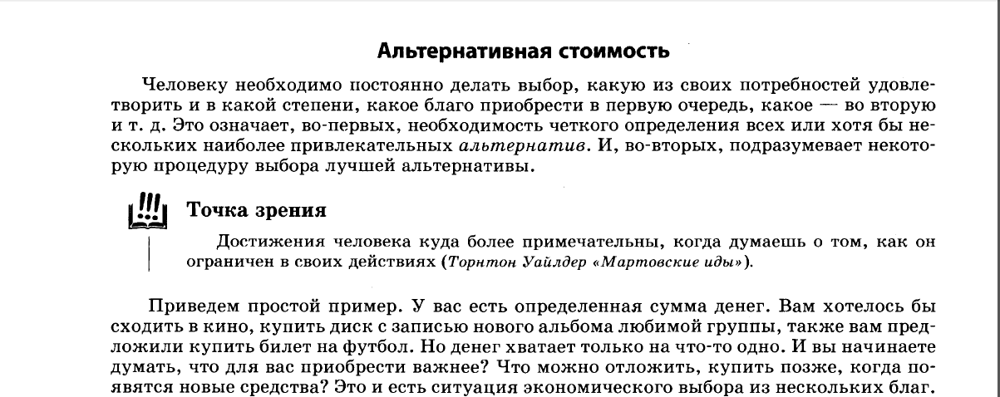 Альтернативная стоимость
Человеку необходимо постоянно делать выбор, какую из своих потребностей удовле-
творить и в какой степени, какое благо приобрести в первую очередь, какое — во вторую
и т. д. Это означает, во-первых, необходимость четкого определения всех или хотя бы не-
скольких наиболее привлекательных альтернатив. И, во-вторых, подразумевает некото-
рую процедуру выбора лучшей альтернативы.
!!!
Точка зрения
Достижения человека куда более примечательны, когда думаешь о том, как он
ограничен в своих действиях (Торнтон Уайлдер «Мартовские иды»).
Приведем простой пример. У вас есть определенная сумма денег. Вам хотелось бы
сходить в кино, купить диск с записью нового альбома любимой группы, также вам пред-
ложили купить билет на футбол. Но денег хватает только на что-то одно. И вы начинаете
думать, что для вас приобрести важнее? Что можно отложить, купить позже, когда по-
явятся новые средства? Это и есть ситуация экономического выбора из нескольких благ.